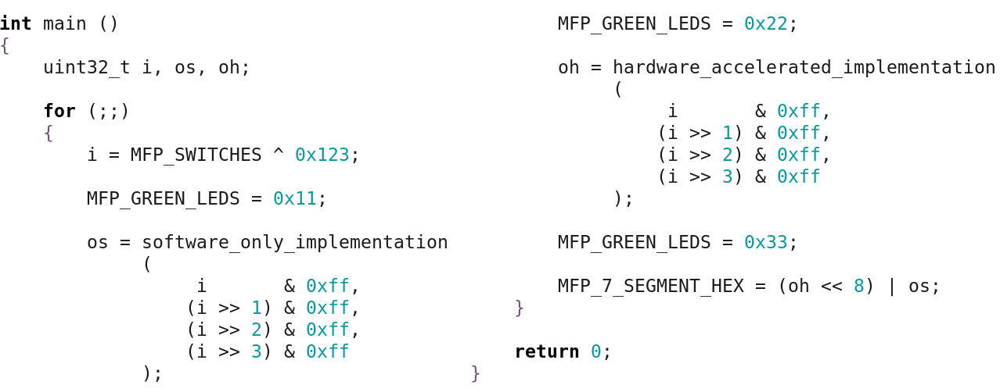 int main ()
{
    uint32_t i, os, oh;

    for (;;)
    {
        i = MFP_SWITCHES ^ 0x123;

        MFP_GREEN_LEDS = 0x11;

        os = software_only_implementation
             (
                  i       & 0xff,
                 (i >> 1) & 0xff,
                 (i >> 2) & 0xff,
                 (i >> 3) & 0xff
             );
        MFP_GREEN_LEDS = 0x22;

        oh = hardware_accelerated_implementation
             (
                  i       & 0xff,
                 (i >> 1) & 0xff,
                 (i >> 2) & 0xff,
                 (i >> 3) & 0xff
             );

        MFP_GREEN_LEDS = 0x33;

        MFP_7_SEGMENT_HEX = (oh << 8) | os;
    }

    return 0;
}